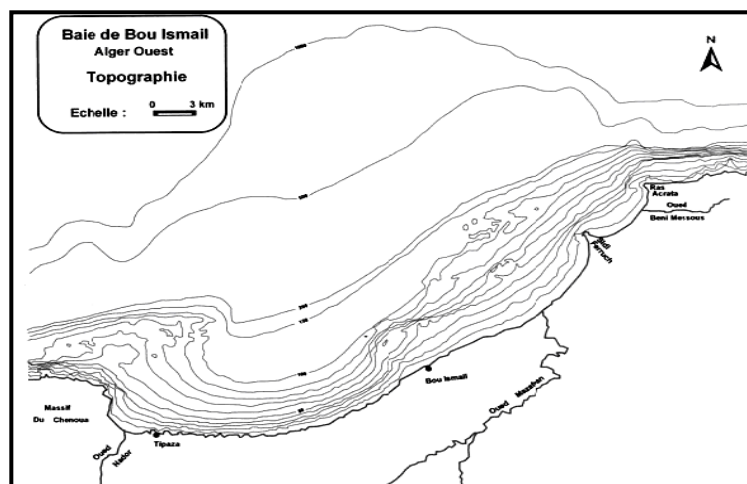 Baie de Bou Ismail
Alger Ouest
Topographie
Echelle :
0 3 km
N
Ras
Acrata
Oued
Beni Messous
Sidi
Ferruch
Bou Ismail
Oued Mazafran
Massif
Du Chenoua
Oued
Nador
Tipaza